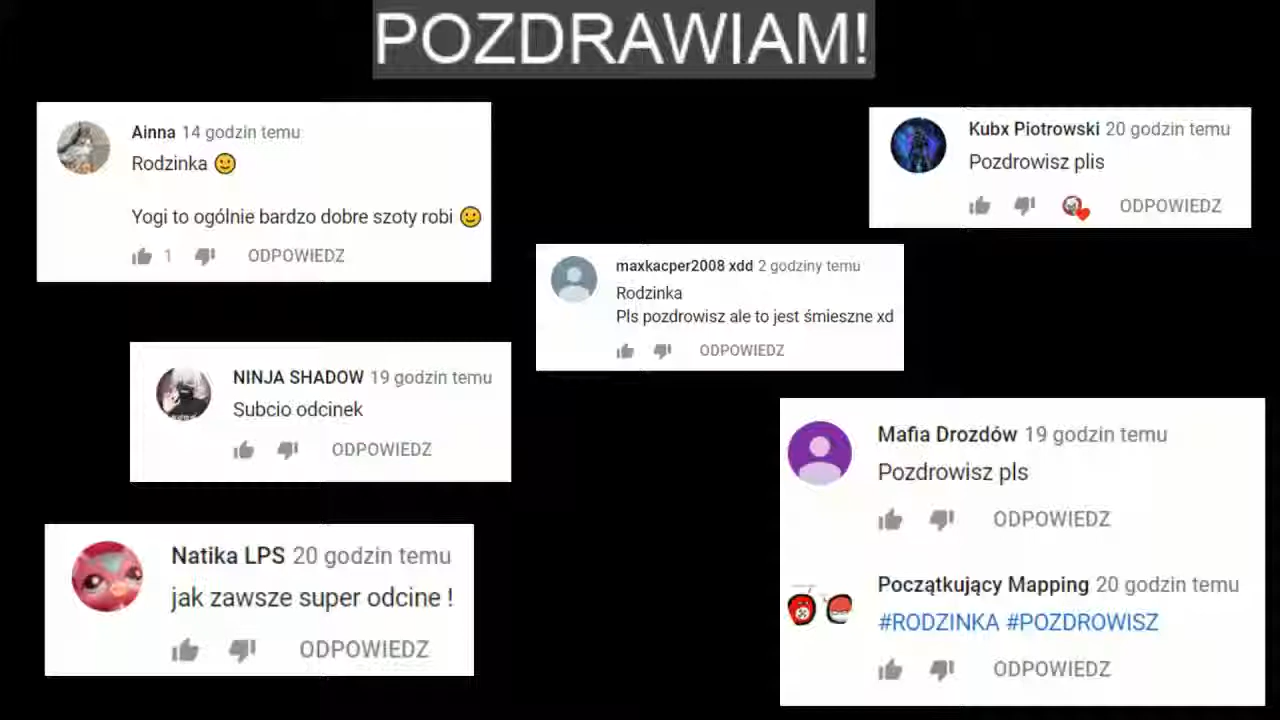 POZDRAWIAM!
Ainna 14 godzin temu
Rodzinka 🙂
Yogi to ogólnie bardzo dobre szoty robi 🙂
1 ODPOWIEDZ
Kubx Piotrowski 20 godzin temu
Pozdrowisz plis
ODPOWIEDZ
maxkacper2008 xdd 2 godziny temu
Rodzinka
Pls pozdrowisz ale to jest śmieszne xd
ODPOWIEDZ
NINJA SHADOW 19 godzin temu
Subcio odcinek
ODPOWIEDZ
Mafia Drozdów 19 godzin temu
Pozdrowisz pls
ODPOWIEDZ
Początkujący Mapping 20 godzin temu
#RODZINKA #POZDROWISZ
ODPOWIEDZ
Natika LPS 20 godzin temu
jak zawsze super odcine !
ODPOWIEDZ